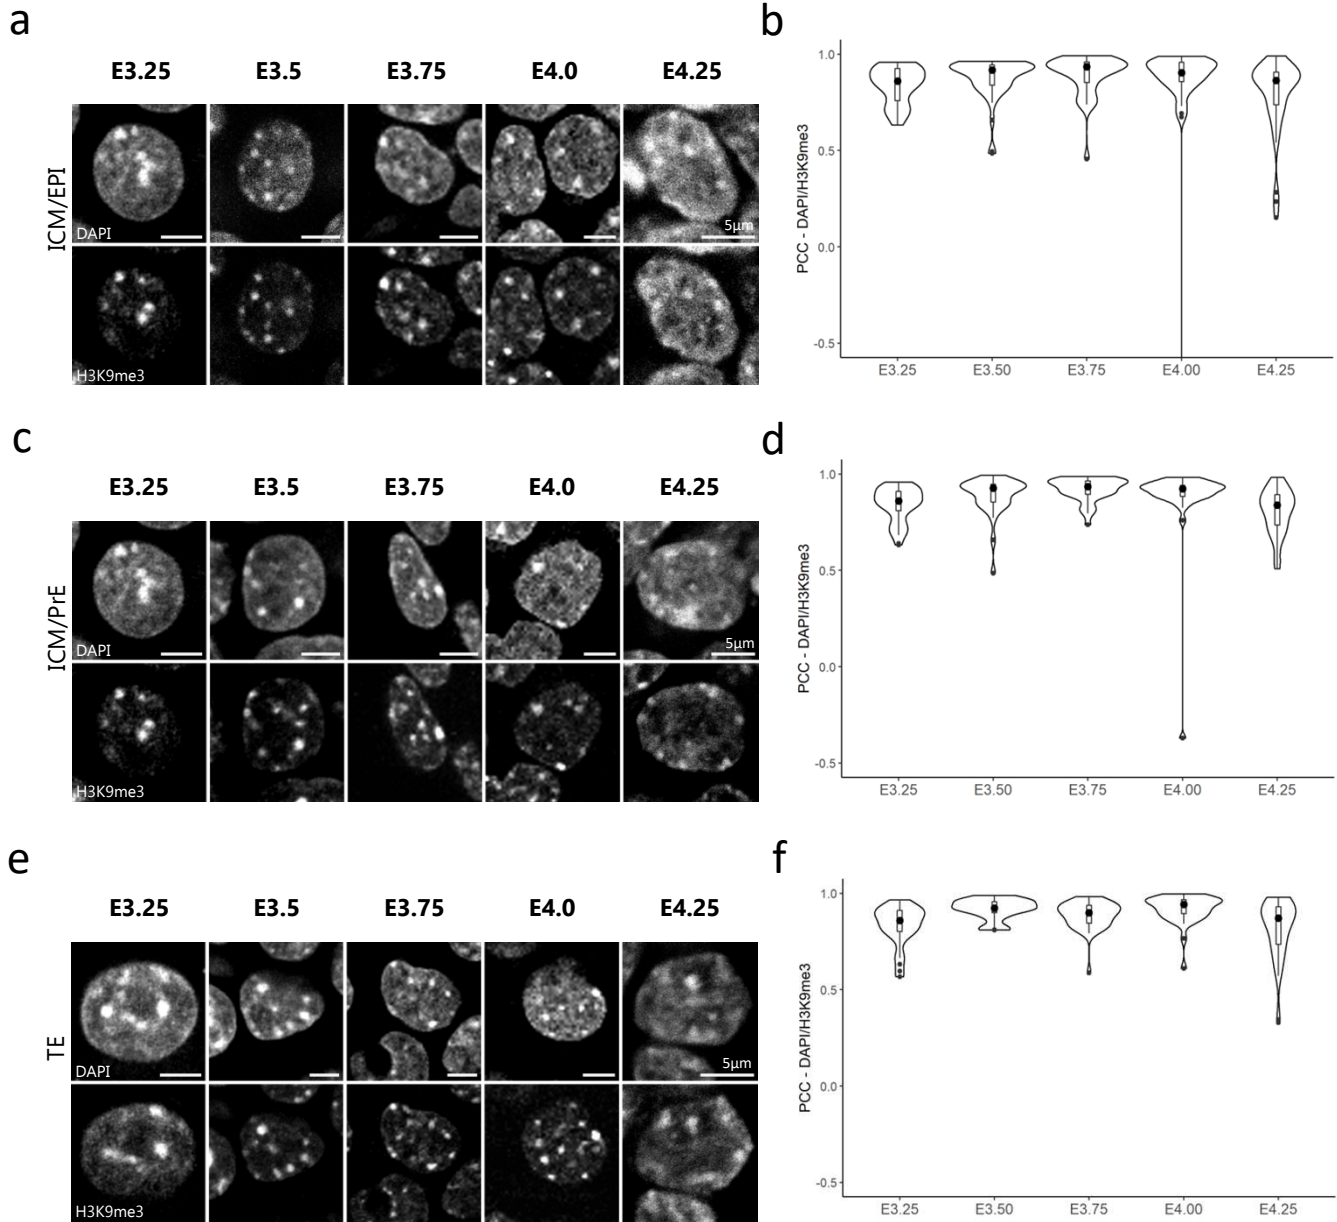 a
E3.25 E3.5 E3.75 E4.0 E4.25
ICM/EPI
DAPI
5µm
H3K9me3
b
PCC - DAPI/H3K9me3
1.0
0.5
0.0
-0.5
E3.25 E3.50 E3.75 E4.00 E4.25
c
E3.25 E3.5 E3.75 E4.0 E4.25
ICM/PrE
DAPI
5µm
H3K9me3
d
PCC - DAPI/H3K9me3
1.0
0.5
0.0
-0.5
E3.25 E3.50 E3.75 E4.00 E4.25
e
E3.25 E3.5 E3.75 E4.0 E4.25
TE
DAPI
5µm
H3K9me3
f
PCC - DAPI/H3K9me3
1.0
0.5
0.0
-0.5
E3.25 E3.50 E3.75 E4.00 E4.25